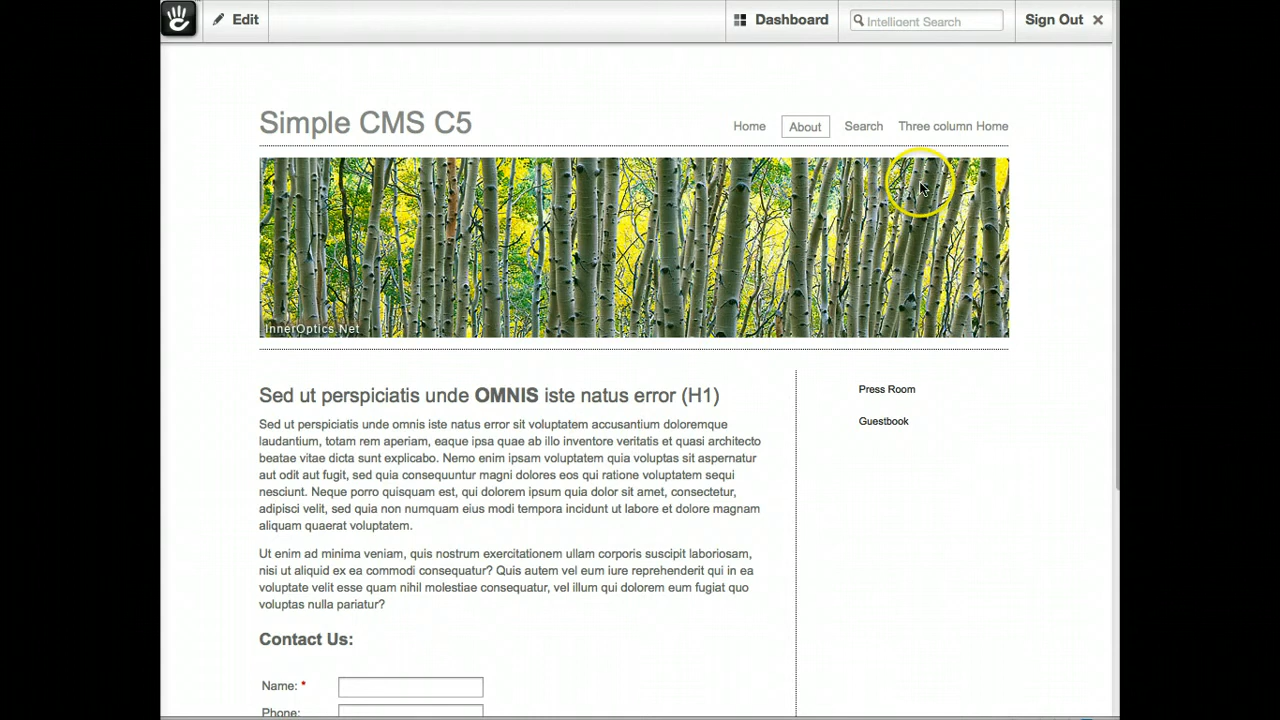 Edit
Dashboard
Intelligent Search
Sign Out ×
Simple CMS C5
Home
About
Search
Three column Home
InnerOptics.Net
Sed ut perspiciatis unde OMNIS iste natus error (H1)
Sed ut perspiciatis unde omnis iste natus error sit voluptatem accusantium doloremque
laudantium, totam rem aperiam, eaque ipsa quae ab illo inventore veritatis et quasi architecto
beatae vitae dicta sunt explicabo. Nemo enim ipsam voluptatem quia voluptas sit aspernatur
aut odit aut fugit, sed quia consequuntur magni dolores eos qui ratione voluptatem sequi
nesciunt. Neque porro quisquam est, qui dolorem ipsum quia dolor sit amet, consectetur,
adipisci velit, sed quia non numquam eius modi tempora incidunt ut labore et dolore magnam
aliquam quaerat voluptatem.
Ut enim ad minima veniam, quis nostrum exercitationem ullam corporis suscipit laboriosam,
nisi ut aliquid ex ea commodi consequatur? Quis autem vel eum iure reprehenderit qui in ea
voluptate velit esse quam nihil molestiae consequatur, vel illum qui dolorem eum fugiat quo
voluptas nulla pariatur?
Contact Us:
Name: *
Phone:
Press Room
Guestbook